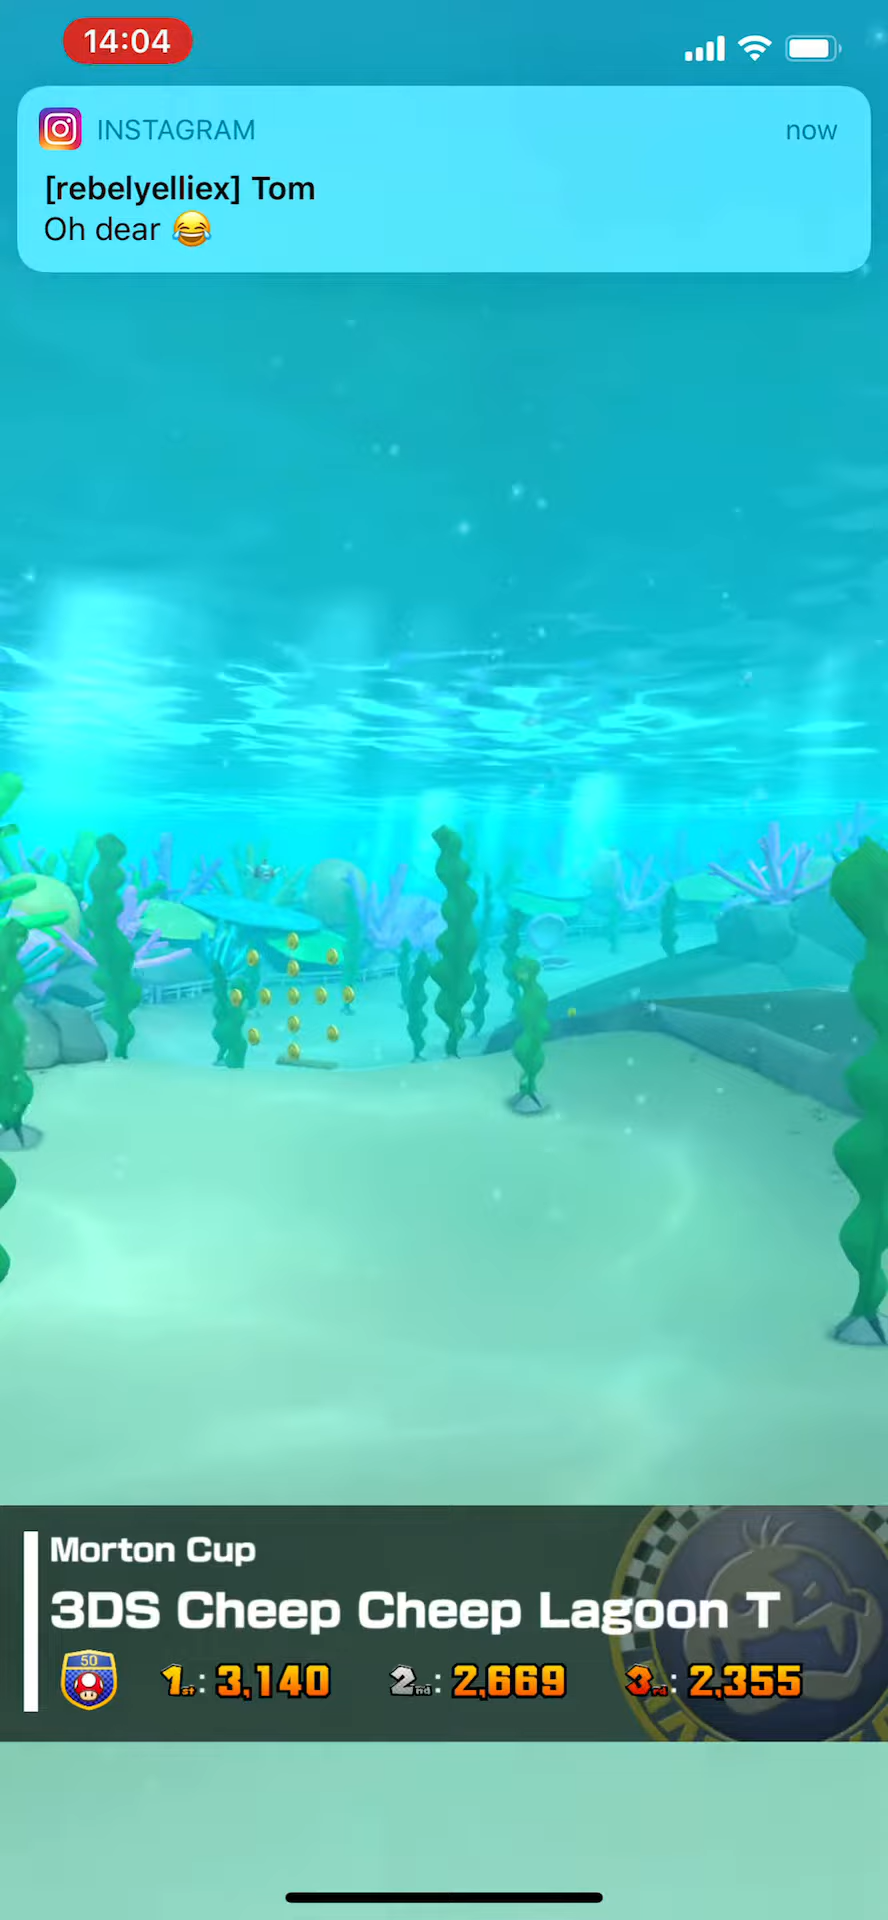 14:04
INSTAGRAM now
[rebelyelliex] Tom
Oh dear 😂
Morton Cup
3DS Cheep Cheep Lagoon T
50 1st: 3,140 2nd: 2,669 3rd: 2,355